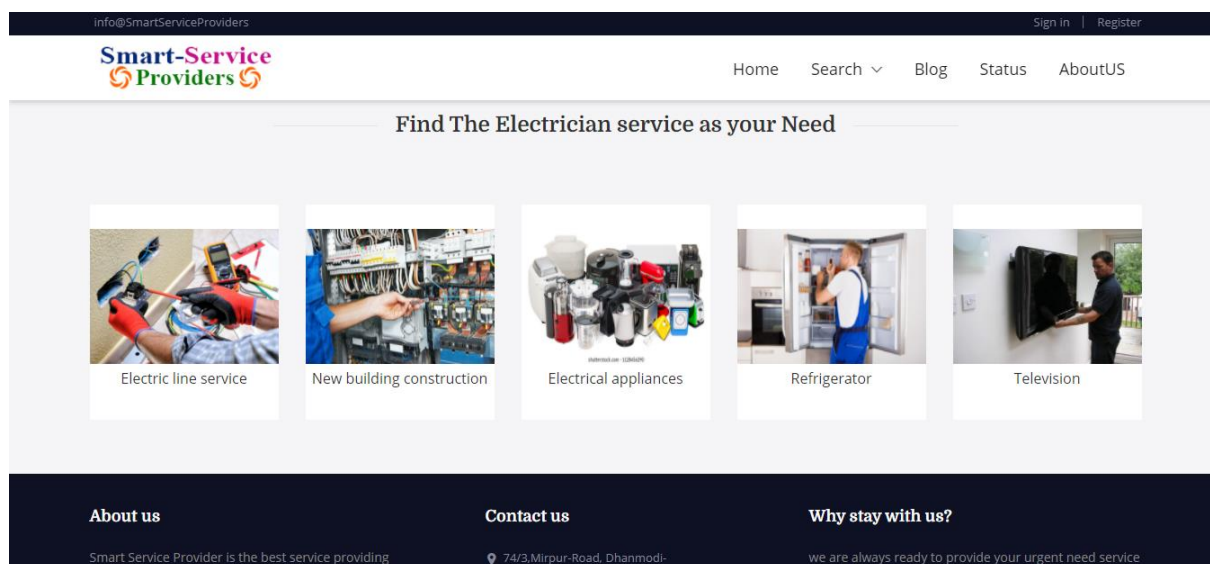 info@SmartServiceProviders
Sign in | Register
Smart-Service
Providers
Home Search Blog Status AboutUS
Find The Electrician service as your Need
Electric line service
New building construction
Electrical appliances
Refrigerator
Television
About us
Smart Service Provider is the best service providing
Contact us
74/3,Mirpur-Road, Dhanmodi-
Why stay with us?
we are always ready to provide your urgent need service